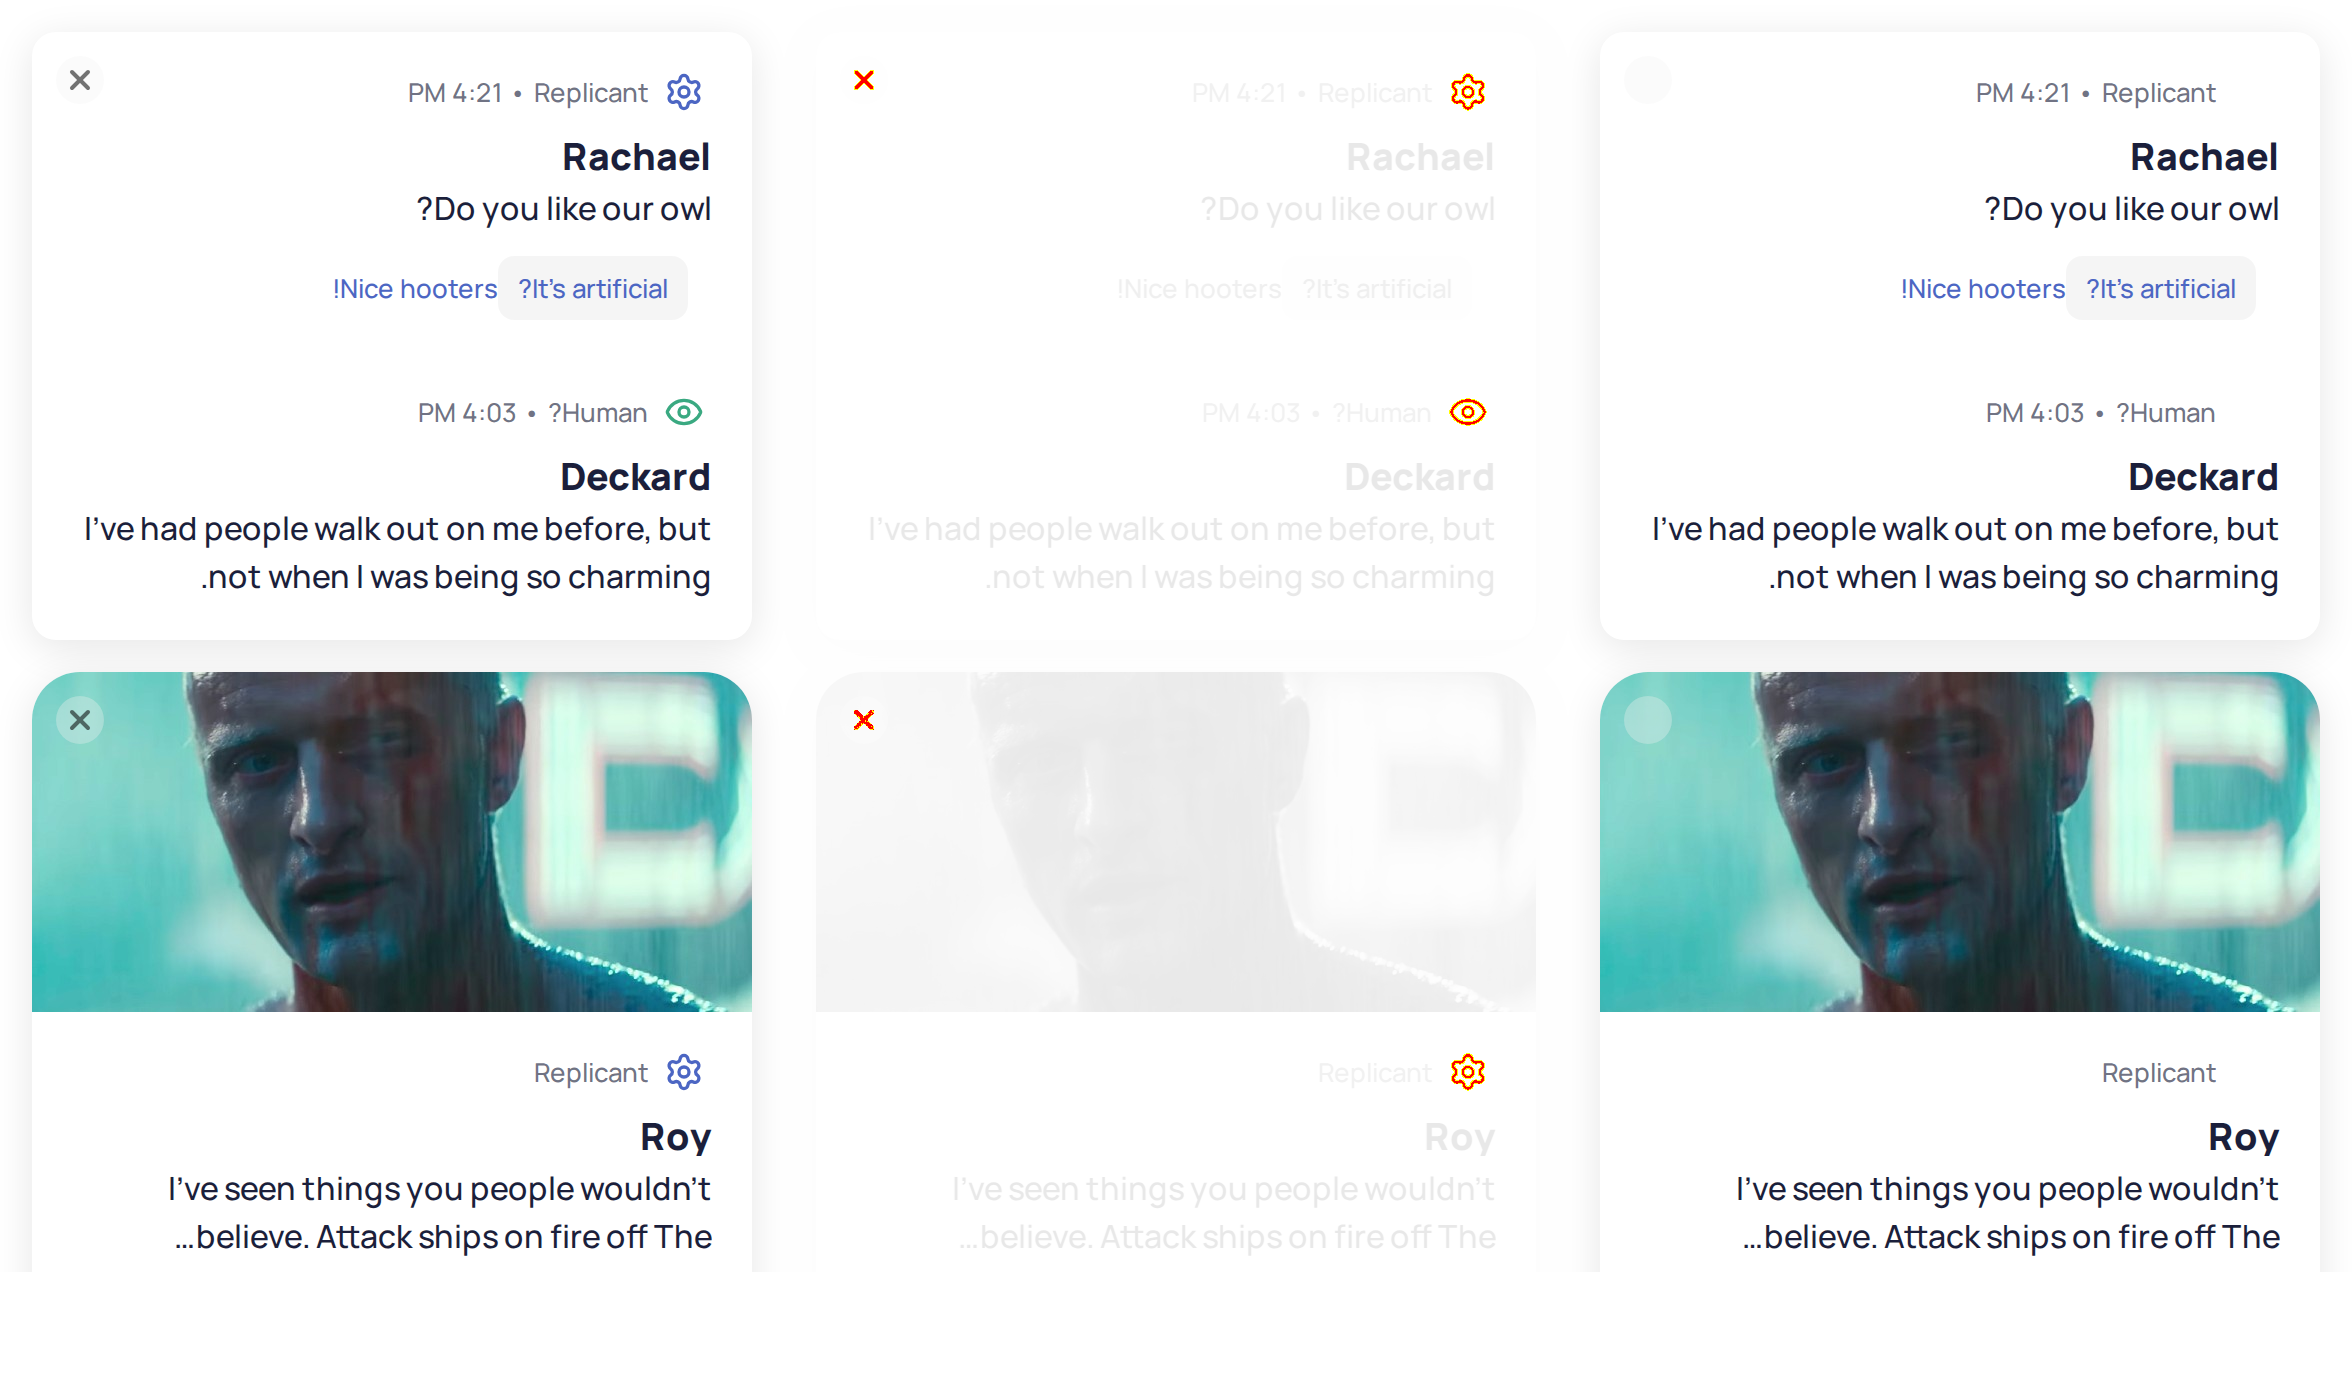 PM 4:21 • Replicant
Rachael
?Do you like our owl
!Nice hooters ?It’s artificial
PM 4:03 • ?Human
Deckard
I’ve had people walk out on me before, but
.not when I was being so charming
Replicant
Roy
I’ve seen things you people wouldn’t
…believe. Attack ships on fire off The
PM 4:21 • Replicant
Rachael
?Do you like our owl
!Nice hooters ?It’s artificial
PM 4:03 • ?Human
Deckard
I’ve had people walk out on me before, but
.not when I was being so charming
Replicant
Roy
I’ve seen things you people wouldn’t
…believe. Attack ships on fire off The
PM 4:21 • Replicant
Rachael
?Do you like our owl
!Nice hooters ?It’s artificial
PM 4:03 • ?Human
Deckard
I’ve had people walk out on me before, but
.not when I was being so charming
Replicant
Roy
I’ve seen things you people wouldn’t
…believe. Attack ships on fire off The